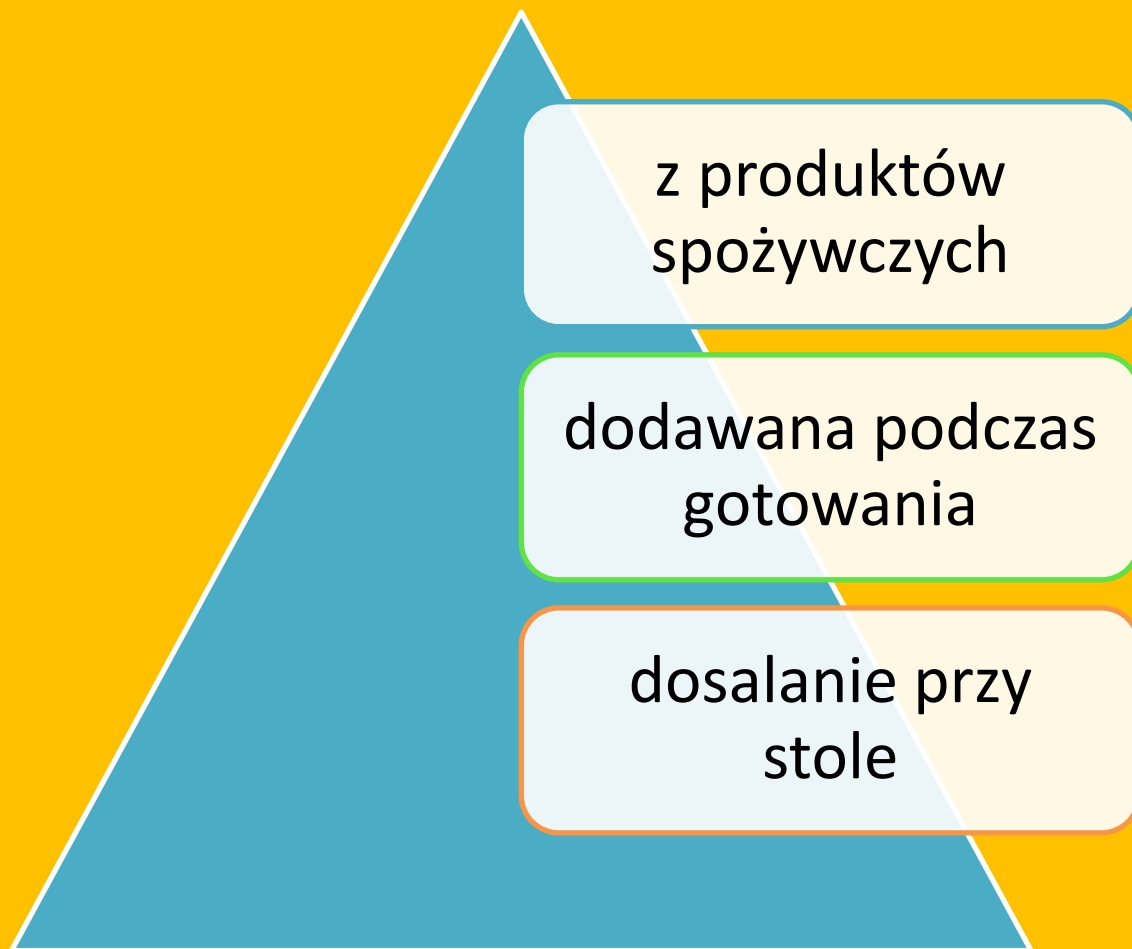 z produktów
spożywczych
dodawana podczas
gotowania
dosalanie przy
stole